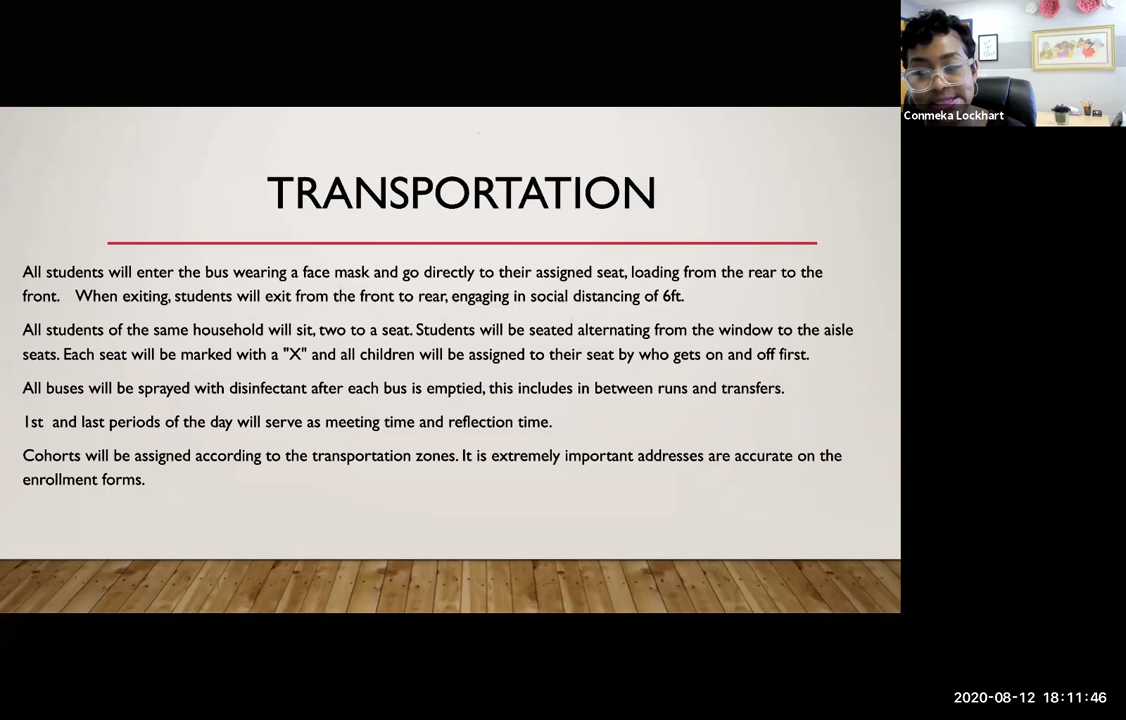 TRANSPORTATION
All students will enter the bus wearing a face mask and go directly to their assigned seat, loading from the rear to the
front. When exiting, students will exit from the front to rear, engaging in social distancing of 6ft.
All students of the same household will sit, two to a seat. Students will be seated alternating from the window to the aisle
seats. Each seat will be marked with a "X" and all children will be assigned to their seat by who gets on and off first.
All buses will be sprayed with disinfectant after each bus is emptied, this includes in between runs and transfers.
1st and last periods of the day will serve as meeting time and reflection time.
Cohorts will be assigned according to the transportation zones. It is extremely important addresses are accurate on the
enrollment forms.
Conmeka Lockhart
2020-08-12 18:11:46